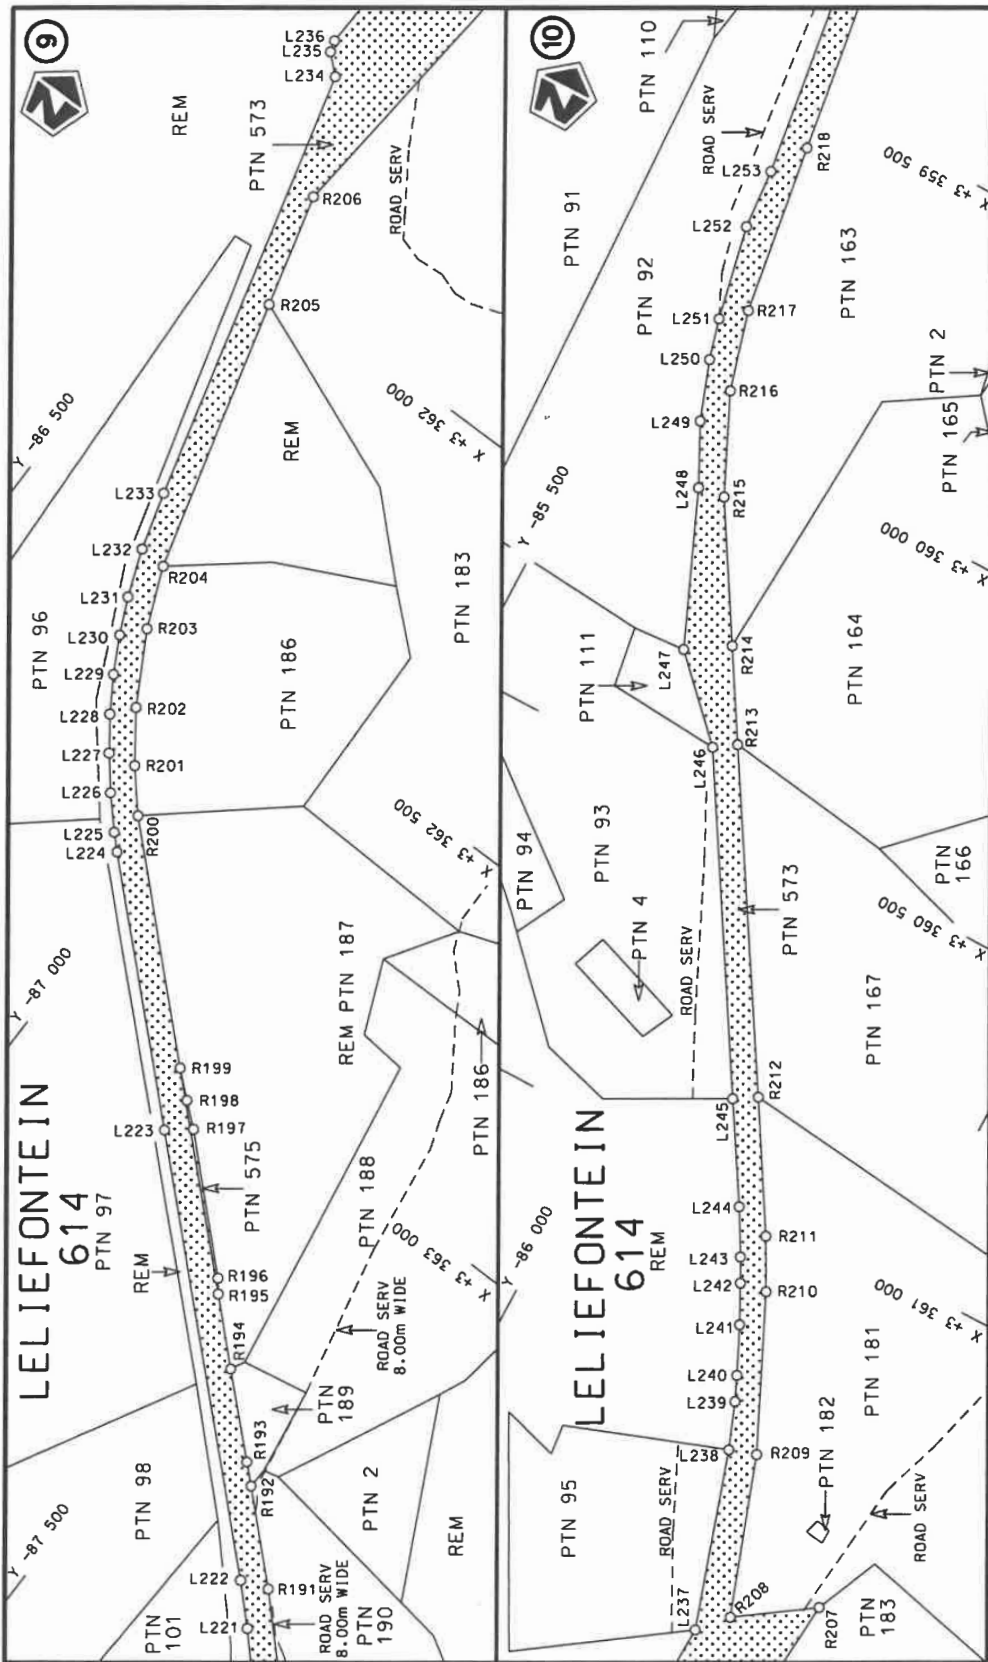 9
L236
L235
L234
REM
PTN 573
R206
ROAD SERV
R205
Y -86 500
X +3 362 000
REM
L233
L232
R204
L231
PTN 96
L230
R203
PTN 183
L229
PTN 186
L228
R202
L227
R201
L226
R200
L225
L224
X +3 362 500
Y -87 000
REM PTN 187
LELIEFONTEIN
614
PTN 97
R199
R198
R197
L223
PTN 575
PTN 186
PTN 188
REM
R196
R195
R194
X +3 363 000
ROAD SERV
8.00m WIDE
PTN
189
R193
R192
PTN 98
PTN 2
REM
Y -87 500
L222
L221
R191
PTN
101
ROAD SERV
8.00m WIDE
PTN
190
10
PTN 110
ROAD SERV
L253
R218
X +3 359 500
PTN 91
L252
PTN 92
PTN 163
L251
R217
L250
R216
PTN 2
PTN 165
L249
L248
R215
Y -85 500
X +3 360 000
PTN 111
L247
R214
PTN 164
L246
R213
PTN 94
PTN 93
PTN 166
PTN 573
PTN 4
X +3 360 500
ROAD SERV
PTN 167
L245
R212
LELIEFONTEIN
614
REM
L244
R211
L243
L242
R210
Y -86 000
L241
X +3 361 000
L240
L239
PTN 181
L238
R209
PTN 182
PTN 95
ROAD SERV
ROAD SERV
L237
R208
R207
PTN
183